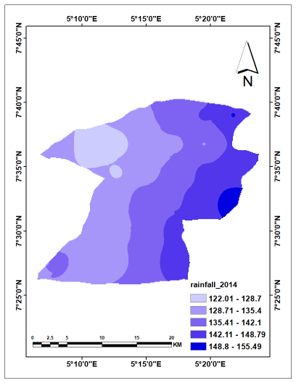 5°10'0"E 5°15'0"E 5°20'0"E
7°45'0"N 7°45'0"N
7°40'0"N 7°40'0"N
7°35'0"N 7°35'0"N
7°30'0"N 7°30'0"N
7°25'0"N 7°25'0"N
N
rainfall_2014
122.01 - 128.7
128.71 - 135.4
135.41 - 142.1
142.11 - 148.79
148.8 - 155.49
0 2.5 5 10 15 20
KM
5°10'0"E 5°15'0"E 5°20'0"E